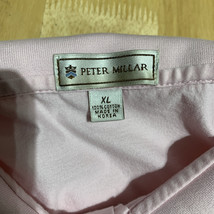 PETER MILLAR
XL
100% COTTON
MADE IN
KOREA